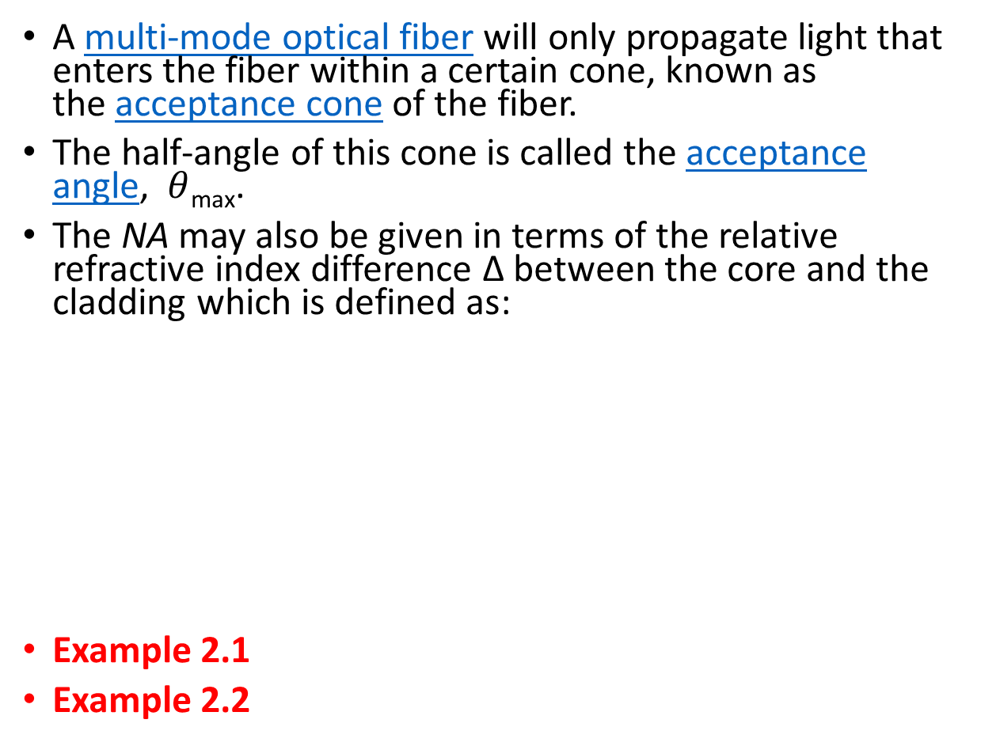 • A multi-mode optical fiber will only propagate light that
enters the fiber within a certain cone, known as
the acceptance cone of the fiber.
• The half-angle of this cone is called the acceptance
angle, θmax.
• The NA may also be given in terms of the relative
refractive index difference Δ between the core and the
cladding which is defined as:
• Example 2.1
• Example 2.2